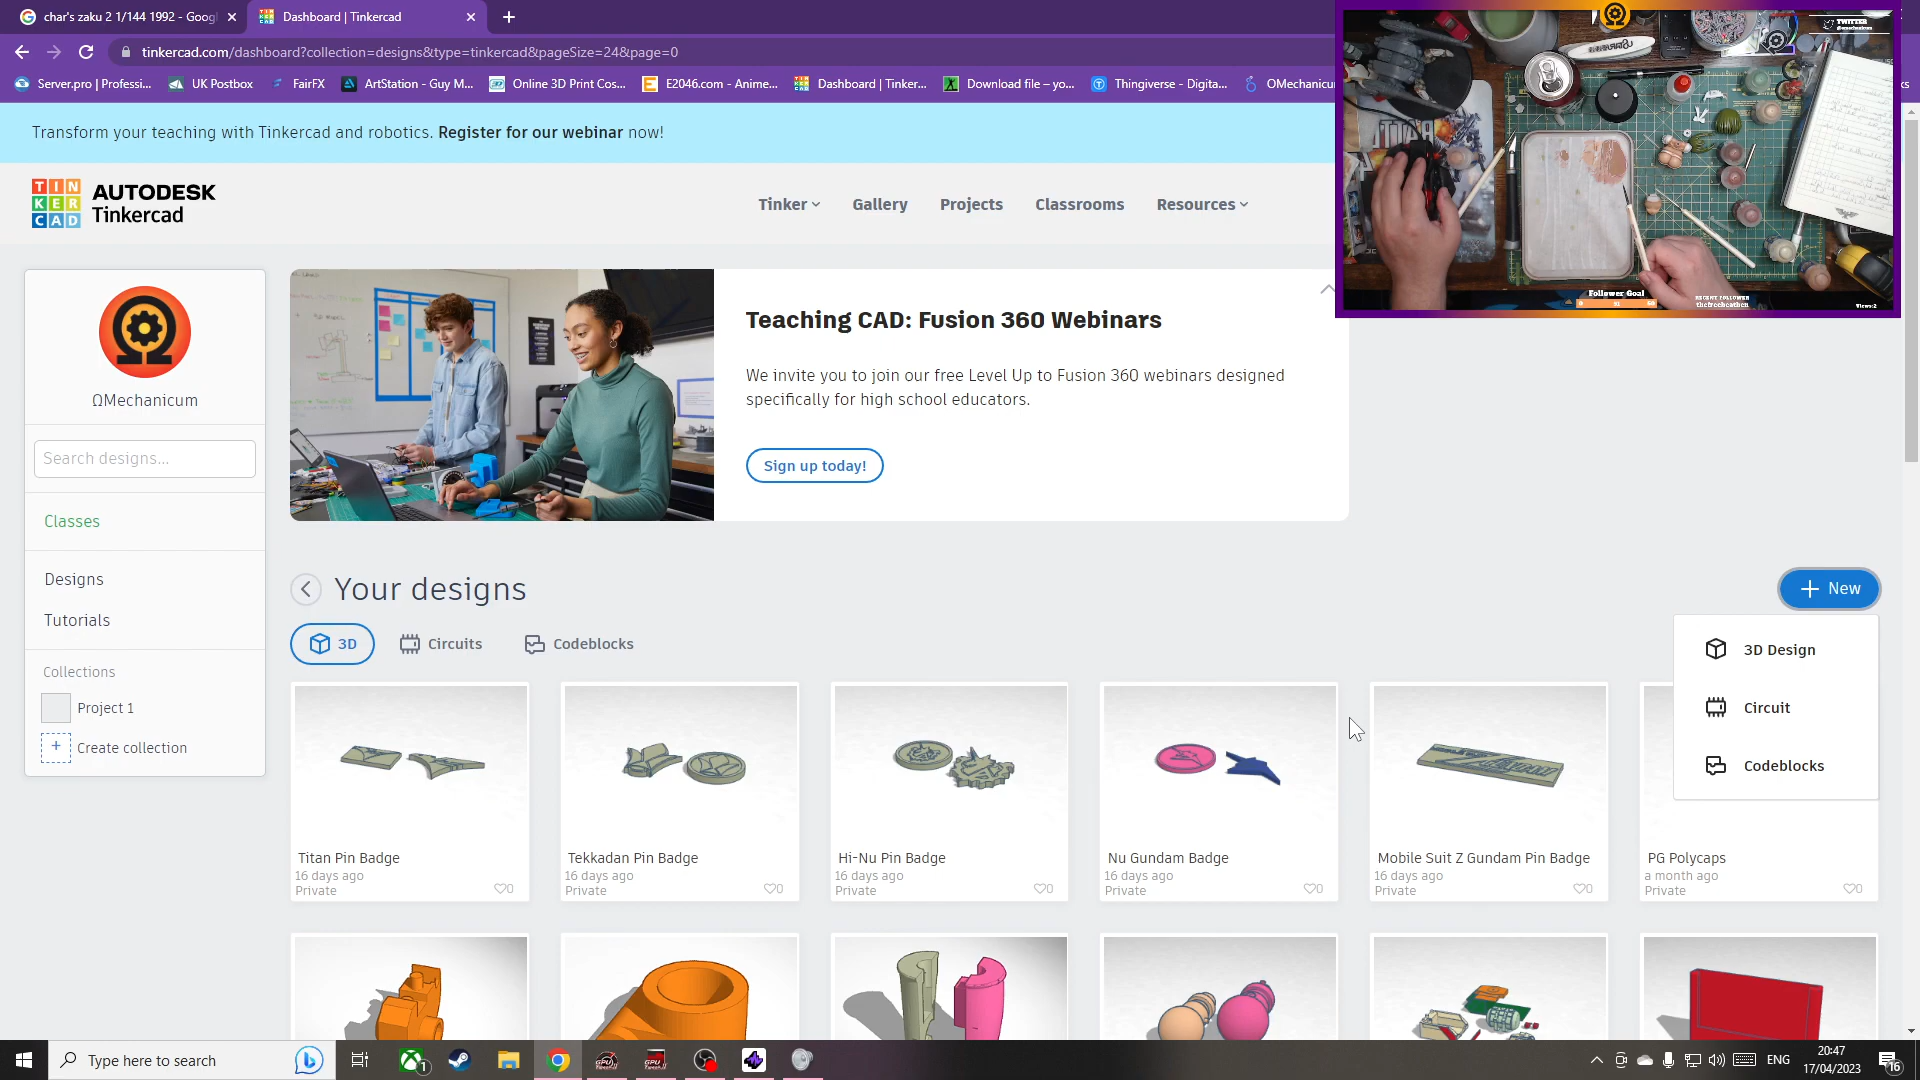 char's zaku 2 1/144 1992 - Goog
Dashboard | Tinkercad
tinkercad.com/dashboard?collection=designs&type=tinkercad&pageSize=24&page=0
Server.pro | Professi...
UK Postbox
FairFX
ArtStation - Guy M...
Online 3D Print Cos...
E2046.com - Anime...
Dashboard | Tinker...
Download file – yo...
Thingiverse - Digita...
OMechanicu
Transform your teaching with Tinkercad and robotics. Register for our webinar now!
TIN
KER
CAD
AUTODESK
Tinkercad
Tinker
Gallery
Projects
Classrooms
Resources
TWITTER
Follower Goal
RECENT FOLLOWER
ΩMechanicum
Search designs...
Classes
Designs
Tutorials
Collections
Project 1
+ Create collection
Teaching CAD: Fusion 360 Webinars
We invite you to join our free Level Up to Fusion 360 webinars designed
specifically for high school educators.
Sign up today!
Your designs
+ New
3D
Circuits
Codeblocks
3D Design
Circuit
Codeblocks
Titan Pin Badge
16 days ago
Private
0
Tekkadan Pin Badge
16 days ago
Private
0
Hi-Nu Pin Badge
16 days ago
Private
0
Nu Gundam Badge
16 days ago
Private
0
Mobile Suit Z Gundam Pin Badge
16 days ago
Private
0
PG Polycaps
a month ago
Private
0
Type here to search
1
GPU
GPU
ENG
20:47
17/04/2023
16